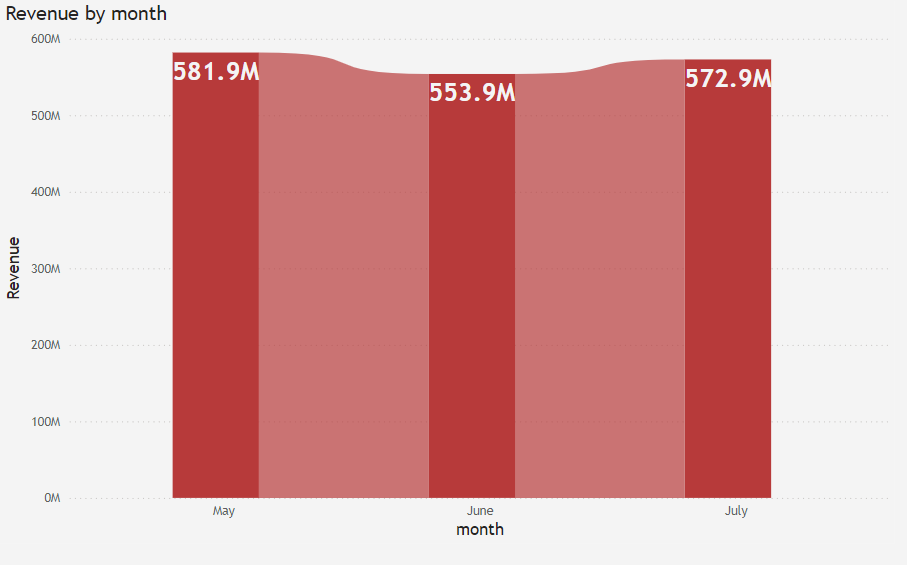 Revenue by month
600M
500M
400M
300M
200M
100M
0M
Revenue
581.9M
553.9M
572.9M
May
June
July
month